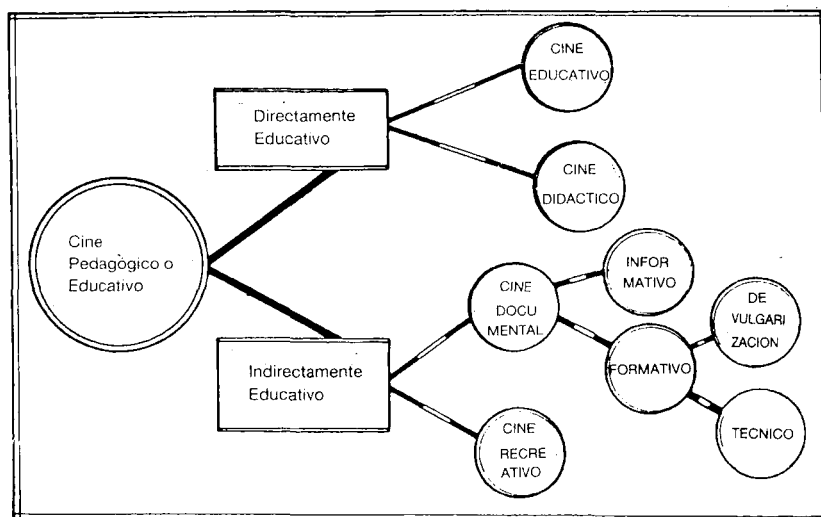 CINE
EDUCATIVO
Directamente
Educativo
CINE
DIDACTICO
Cine
Pedagógico o
Educativo
INFOR
MATIVO
CINE
DOCU
MENTAL
DE
VULGARI
ZACION
FORMATIVO
Indirectamente
Educativo
TECNICO
CINE
RECRE
ATIVO